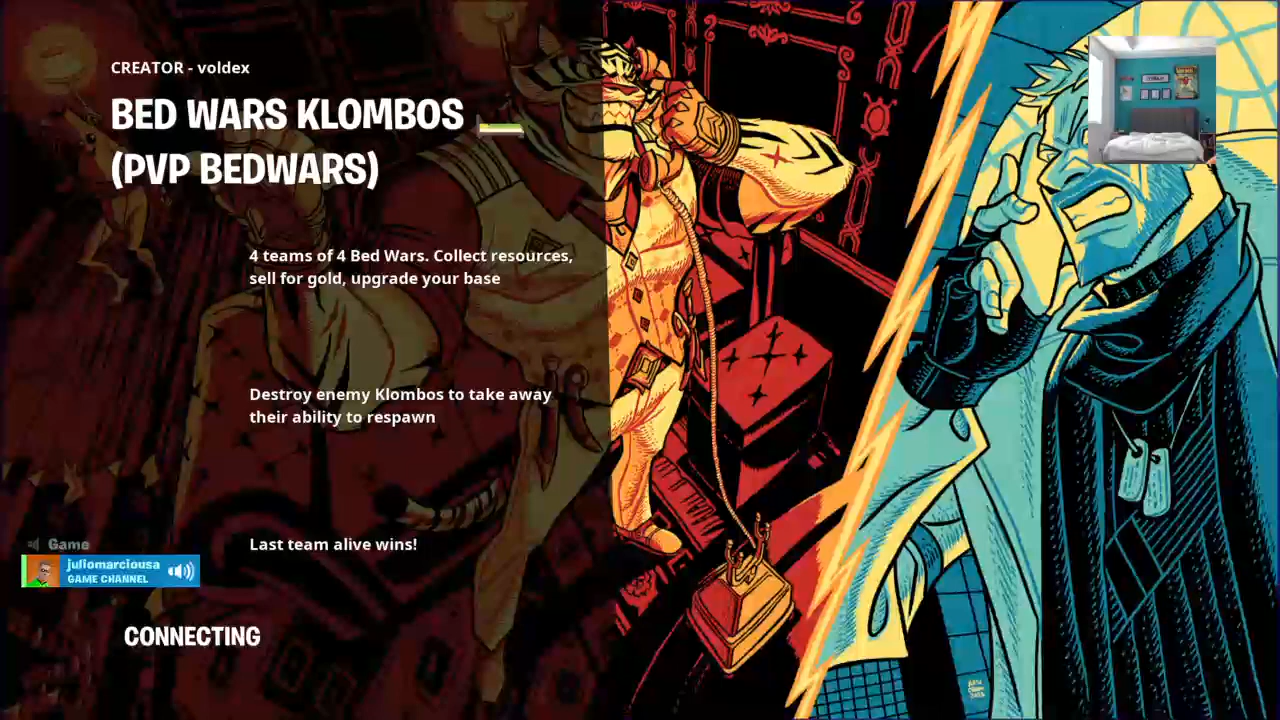 CREATOR - voldex
BED WARS KLOMBOS
(PVP BEDWARS)
4 teams of 4 Bed Wars. Collect resources,
sell for gold, upgrade your base
Destroy enemy Klombos to take away
their ability to respawn
Last team alive wins!
Game
juliomarciousa
GAME CHANNEL
CONNECTING